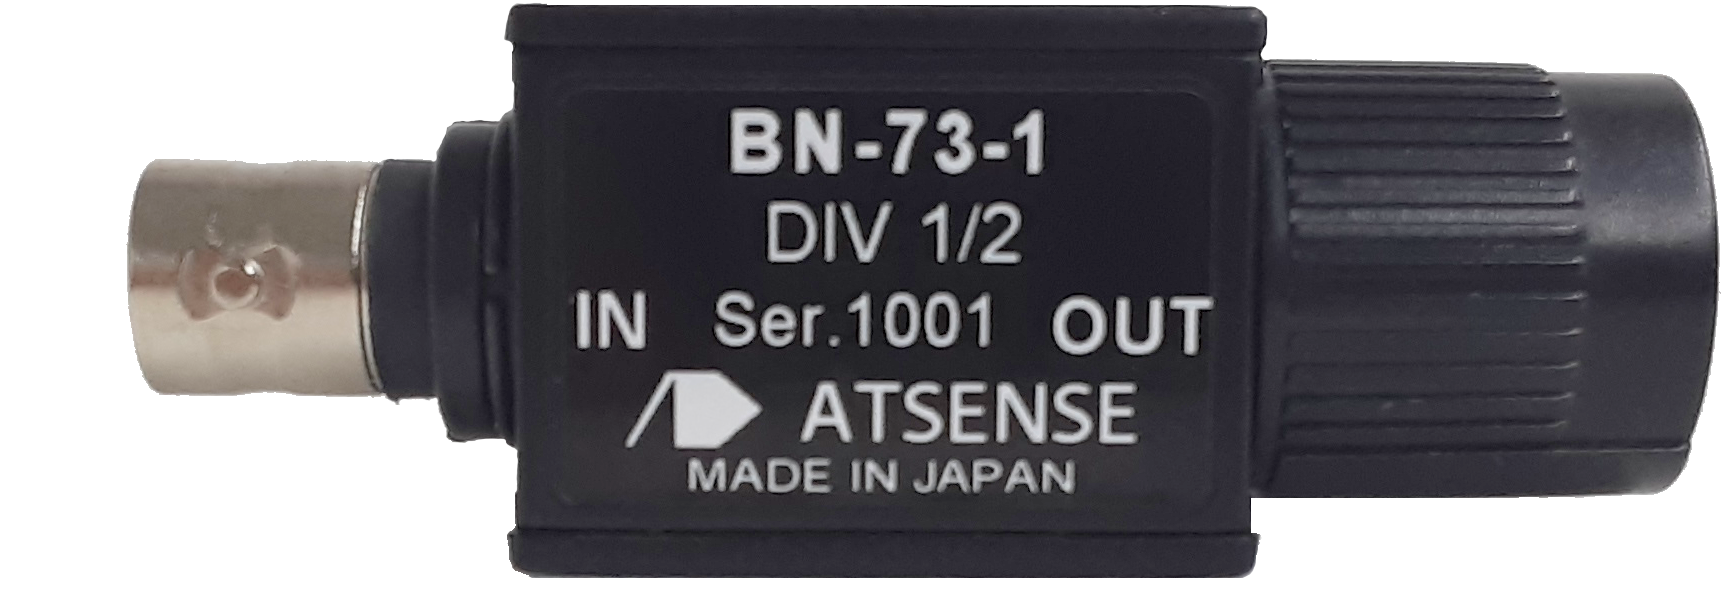 BN-73-1
DIV 1/2
IN Ser.1001 OUT
ATSENSE
MADE IN JAPAN